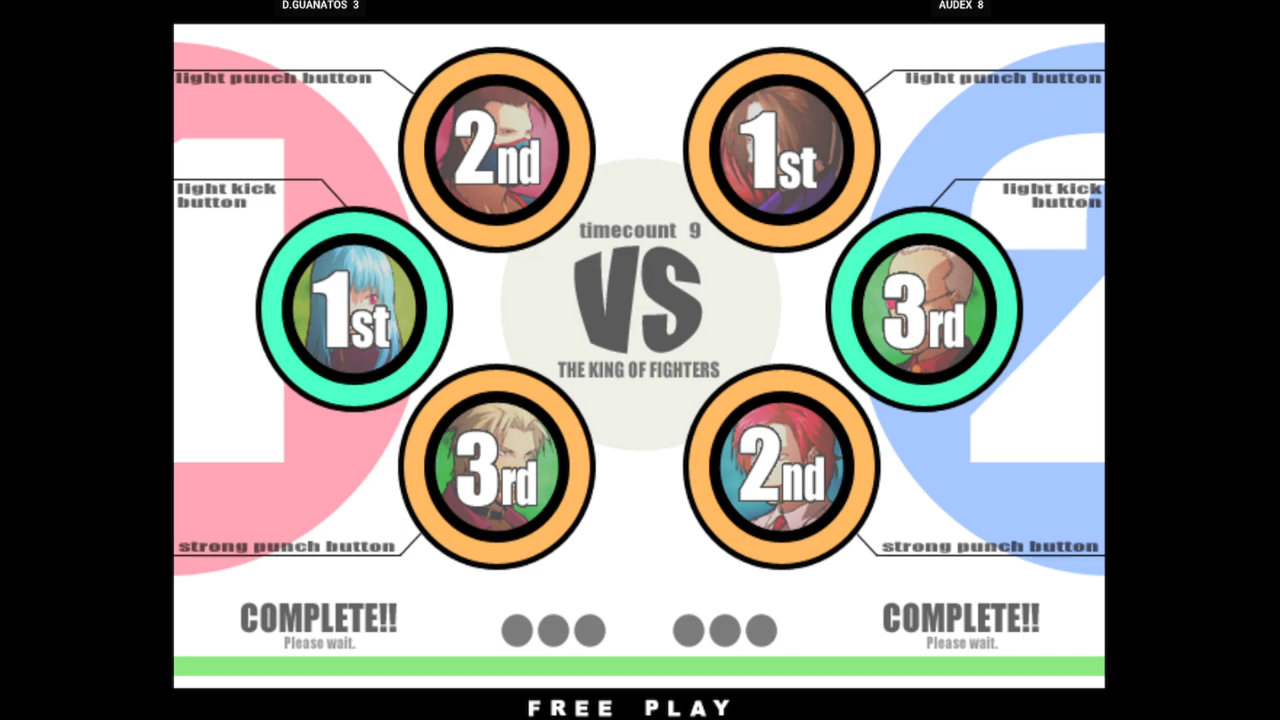 D.GUANATOS 3
AUDEX 8
light punch button
light punch button
2nd
1st
light kick
button
light kick
button
timecount 9
1
2
1st
VS
3rd
THE KING OF FIGHTERS
3rd
2nd
strong punch button
strong punch button
COMPLETE!!
Please wait.
COMPLETE!!
Please wait.
FREE PLAY